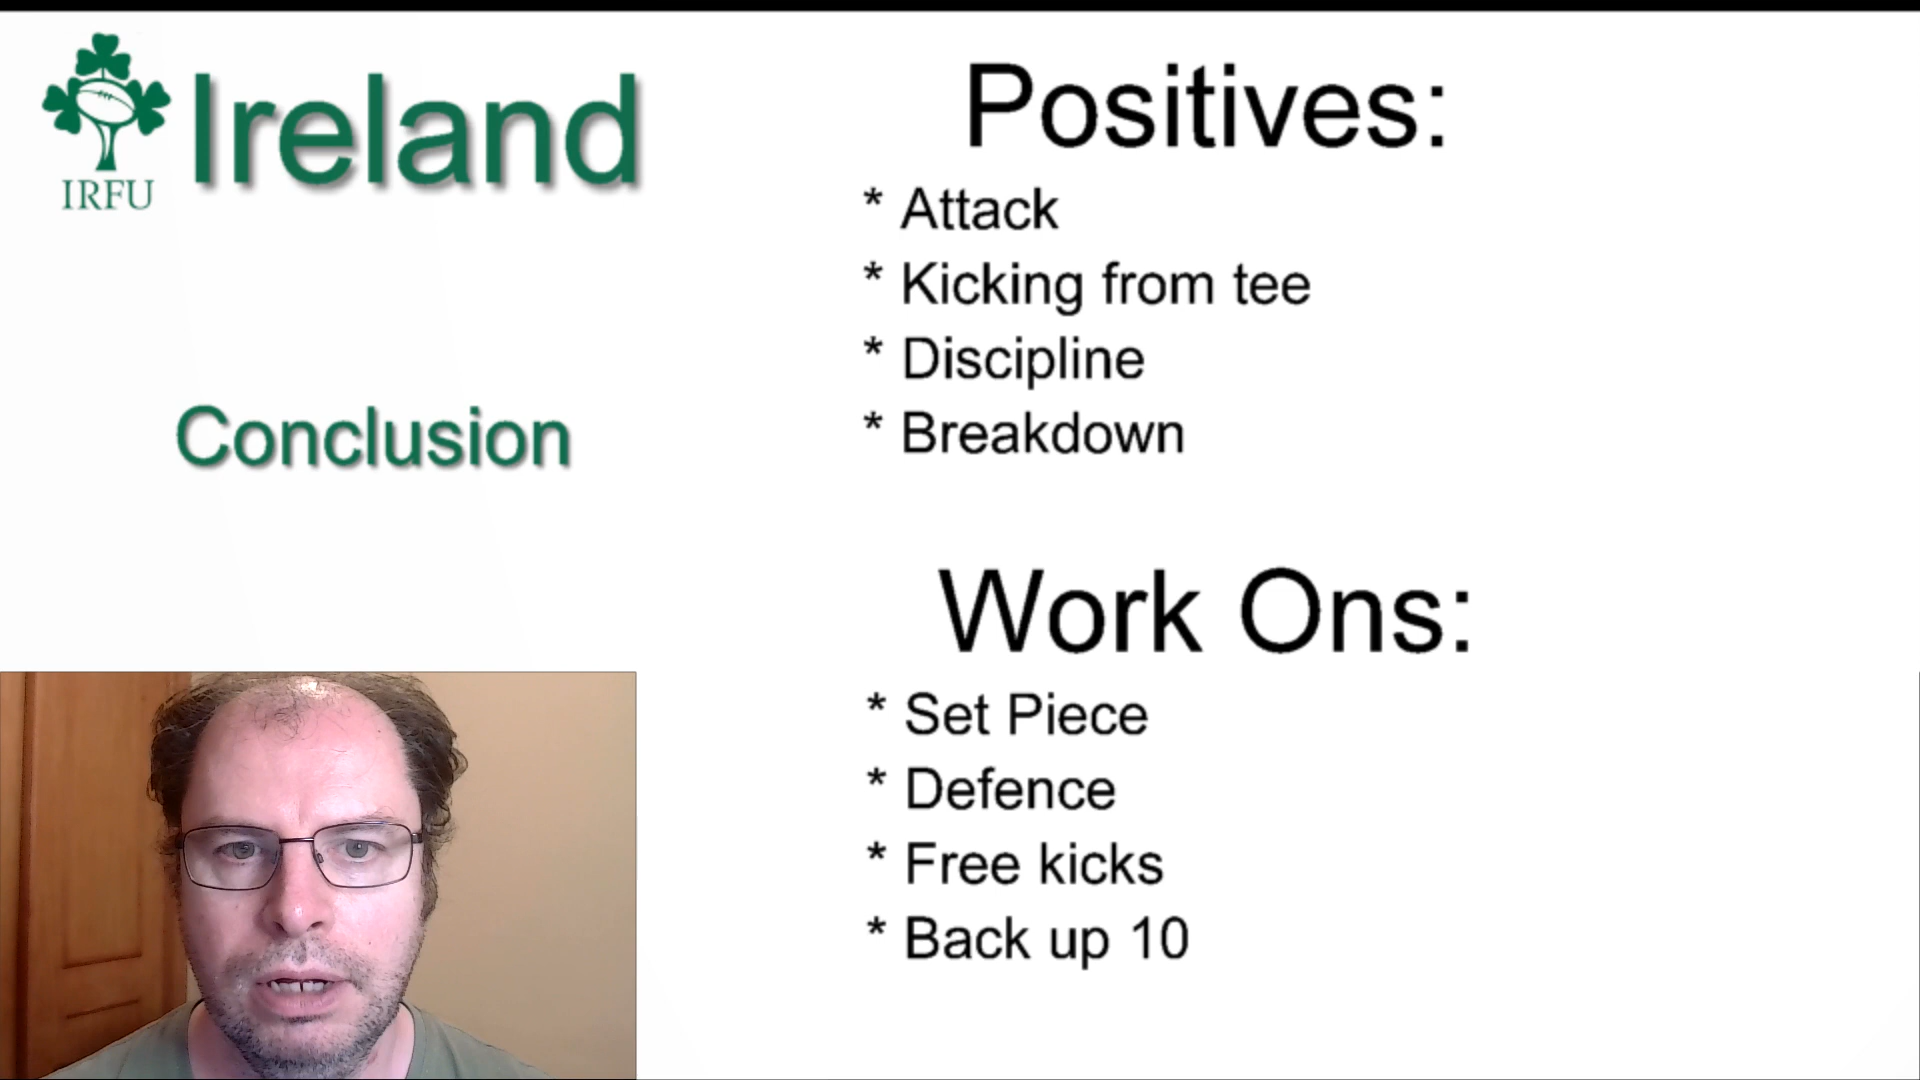 IRFU
Ireland
Conclusion
Positives:
* Attack
* Kicking from tee
* Discipline
* Breakdown
Work Ons:
* Set Piece
* Defence
* Free kicks
* Back up 10